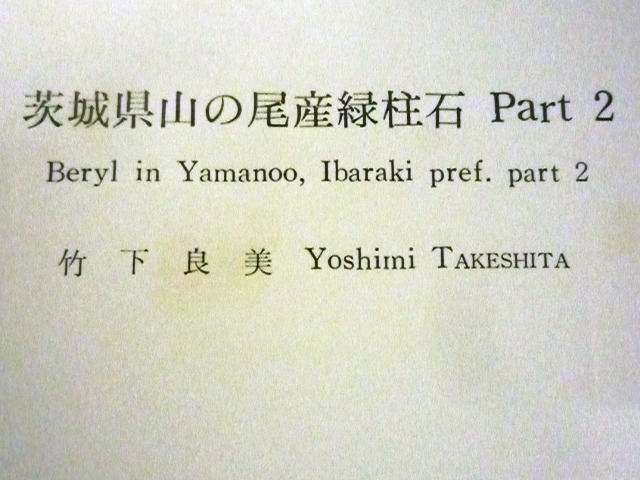 茨城県山の尾産緑柱石 Part 2
Beryl in Yamanoo, Ibaraki pref. part 2
竹 下 良 美 Yoshimi TAKESHITA